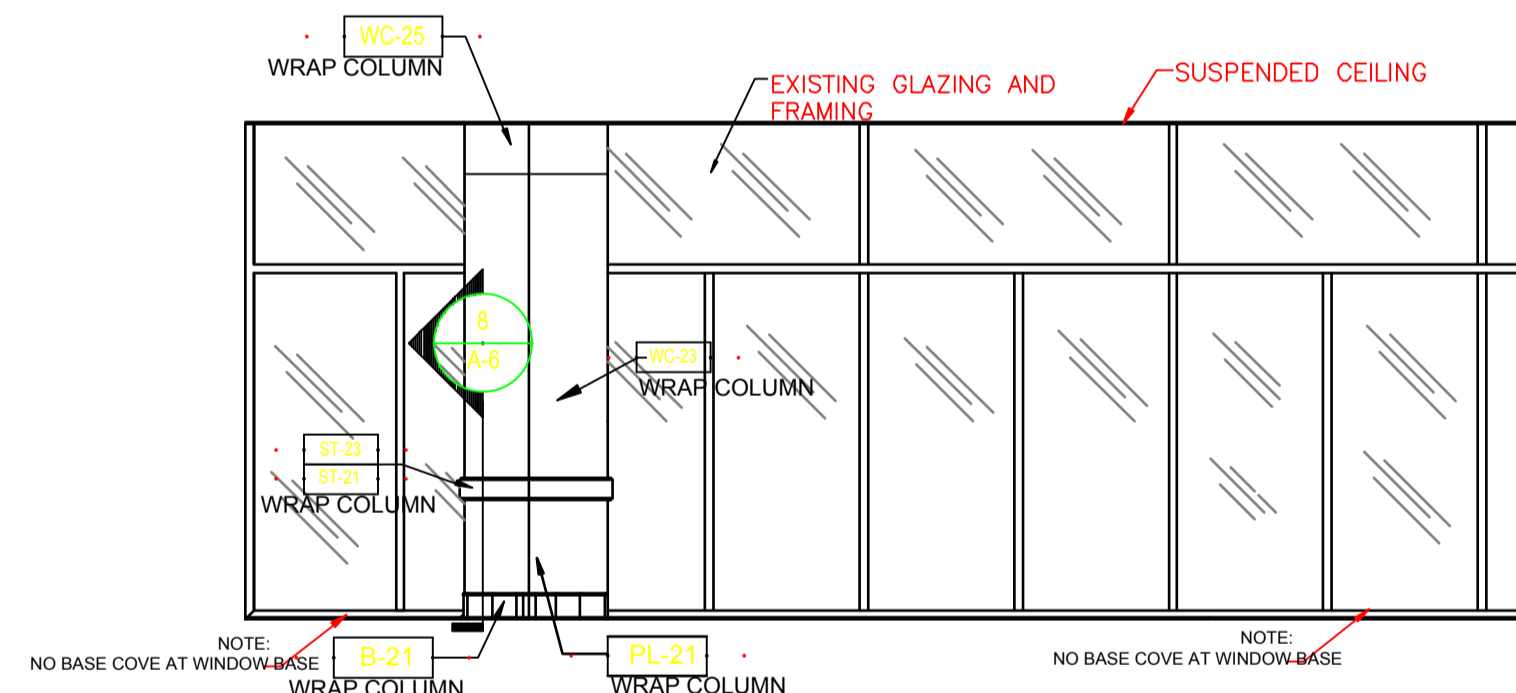 WC-25
WRAP COLUMN
EXISTING GLAZING AND
FRAMING
SUSPENDED CEILING
8
A-6
WC-23
WRAP COLUMN
ST-23
ST-21
WRAP COLUMN
NOTE:
NO BASE COVE AT WINDOW BASE
B-21
WRAP COLUMN
PL-21
WRAP COLUMN
NOTE:
NO BASE COVE AT WINDOW BASE